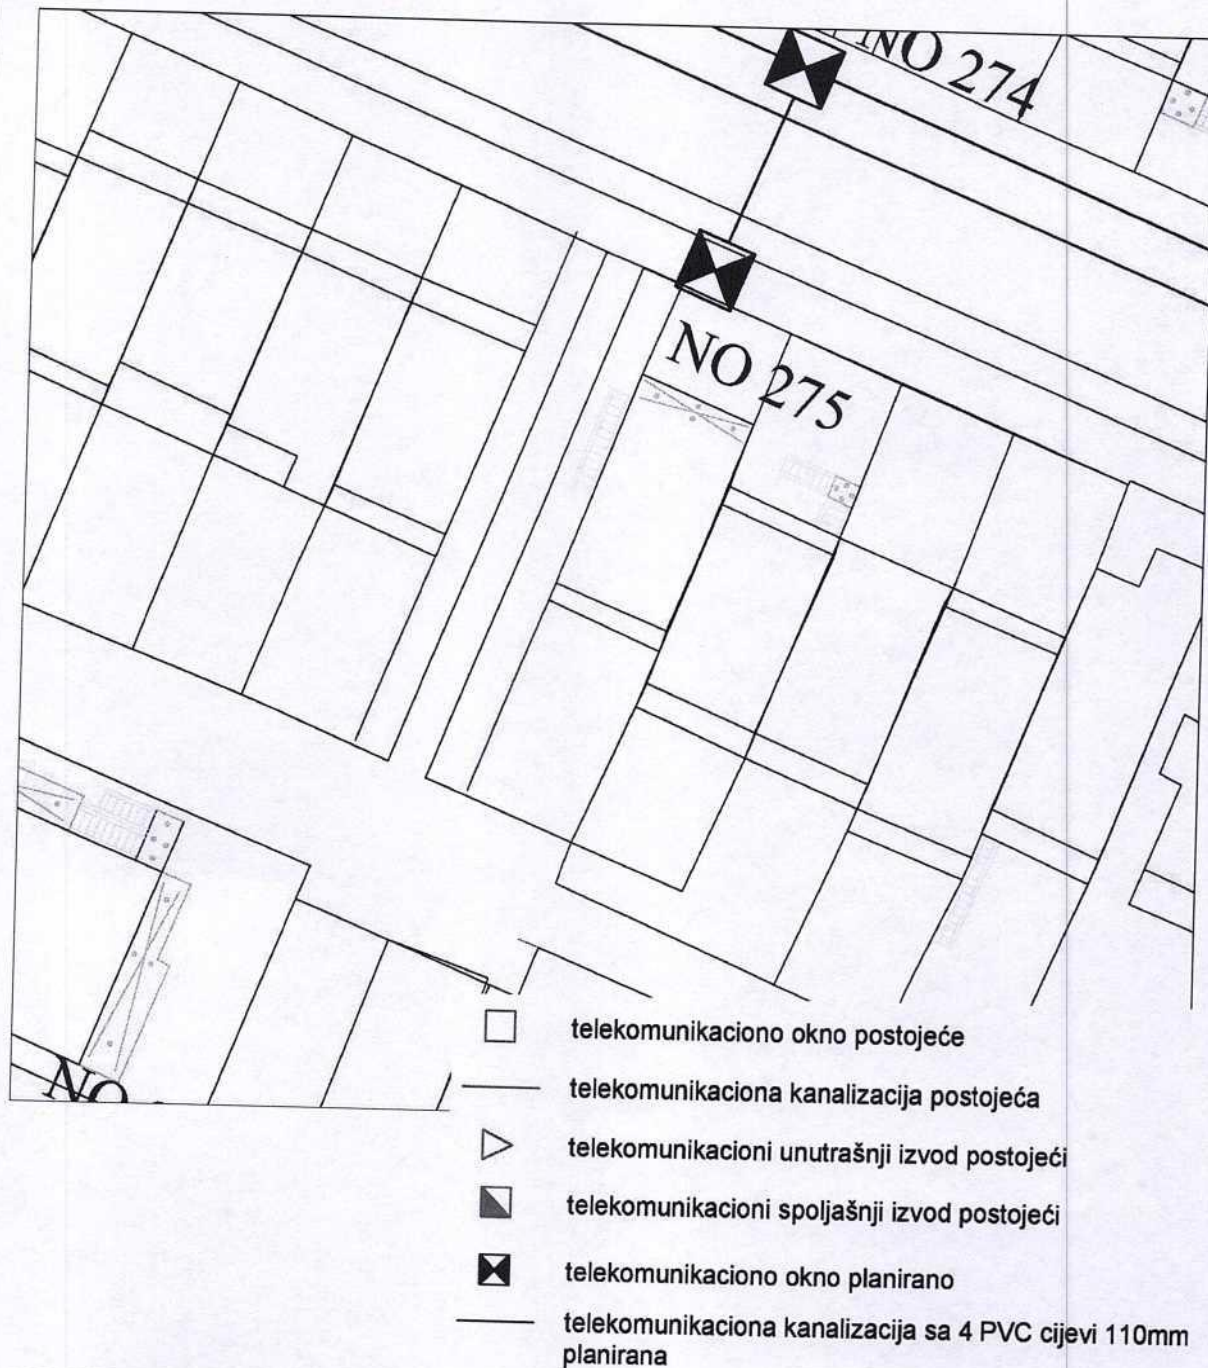 NO 274
NO 275
NO
telekomunikaciono okno postojeće
telekomunikaciona kanalizacija postojeća
telekomunikacioni unutrašnji izvod postojeći
telekomunikacioni spoljašnji izvod postojeći
telekomunikaciono okno planirano
telekomunikaciona kanalizacija sa 4 PVC cijevi 110mm
planirana